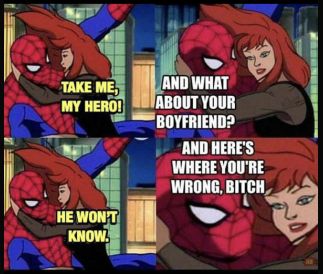 TAKE ME,
MY HERO!
AND WHAT
ABOUT YOUR
BOYFRIEND?
HE WON'T
KNOW.
AND HERE'S
WHERE YOU'RE
WRONG, BITCH